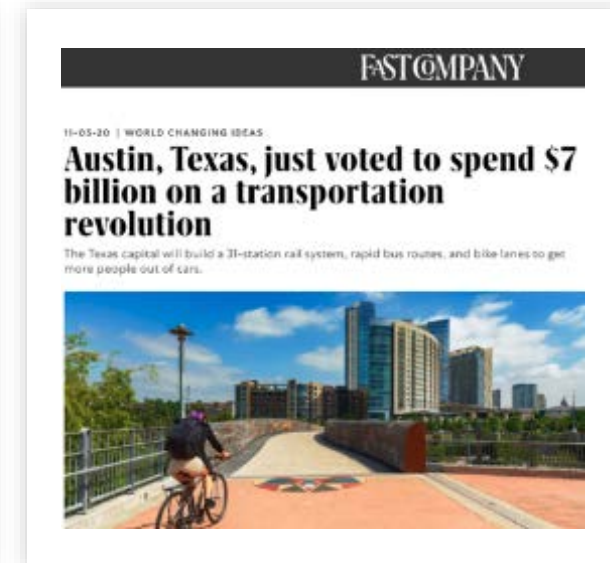 FAST COMPANY
11-05-20 | WORLD CHANGING IDEAS
Austin, Texas, just voted to spend $7
billion on a transportation
revolution
The Texas capital will build a 31-station rail system, rapid bus routes, and bike lanes to get
more people out of cars.